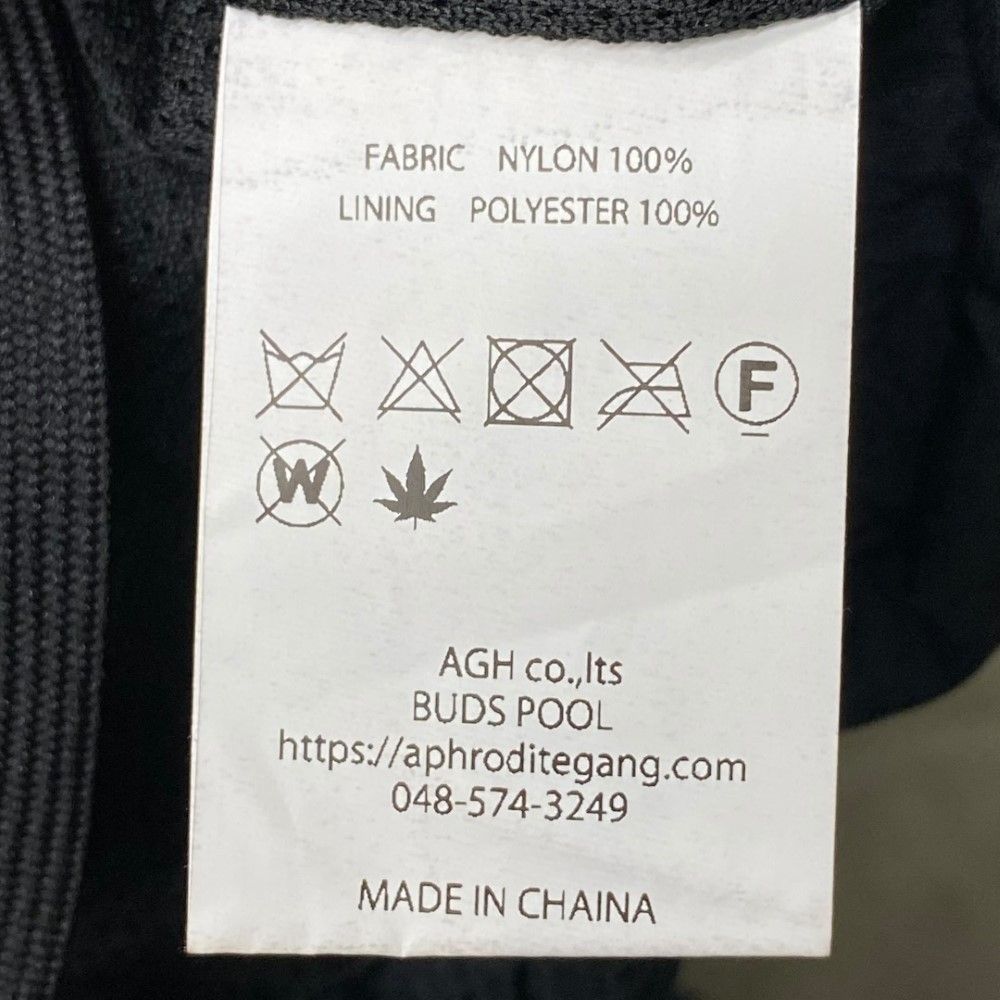 FABRIC NYLON 100%
LINING POLYESTER 100%
F
W
AGH co.,lts
BUDS POOL
https://aphroditegang.com
048-574-3249
MADE IN CHAINA